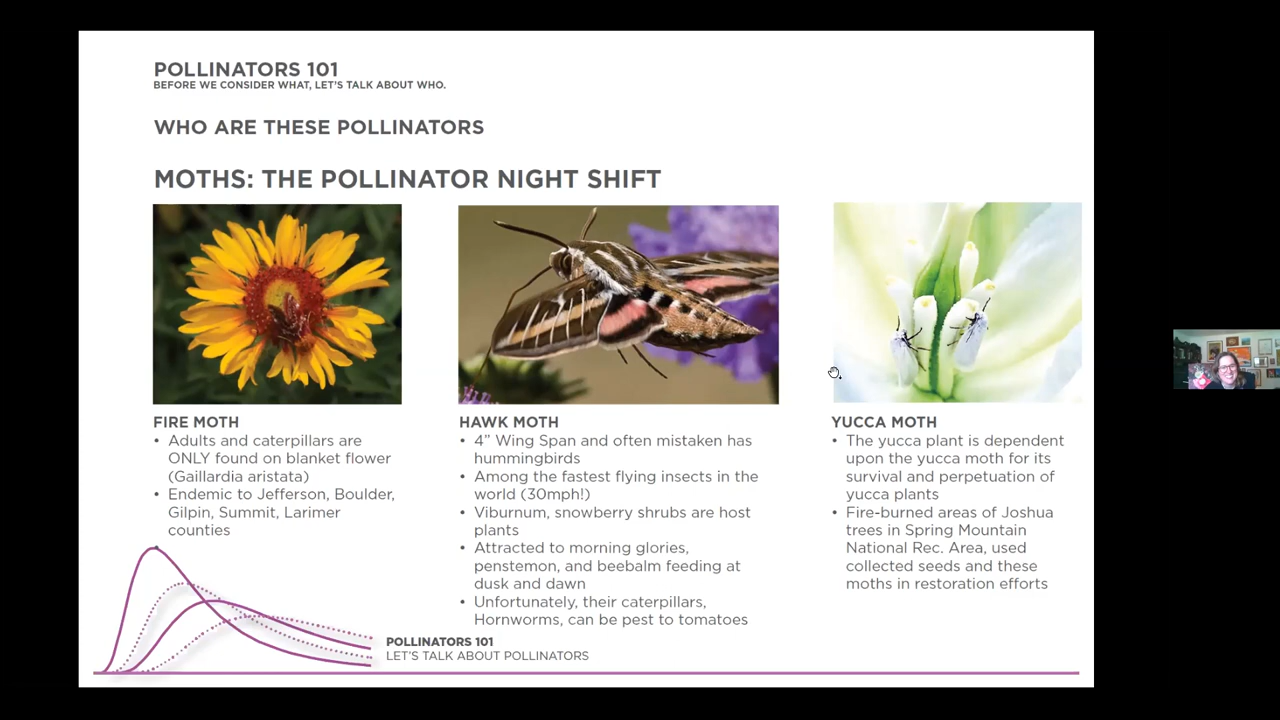 POLLINATORS 101
BEFORE WE CONSIDER WHAT, LET'S TALK ABOUT WHO.
WHO ARE THESE POLLINATORS
MOTHS: THE POLLINATOR NIGHT SHIFT
FIRE MOTH
• Adults and caterpillars are
ONLY found on blanket flower
(Gaillardia aristata)
• Endemic to Jefferson, Boulder,
Gilpin, Summit, Larimer
counties
HAWK MOTH
• 4” Wing Span and often mistaken has
hummingbirds
• Among the fastest flying insects in the
world (30mph!)
• Viburnum, snowberry shrubs are host
plants
• Attracted to morning glories,
penstemon, and beebalm feeding at
dusk and dawn
• Unfortunately, their caterpillars,
Hornworms, can be pest to tomatoes
YUCCA MOTH
• The yucca plant is dependent
upon the yucca moth for its
survival and perpetuation of
yucca plants
• Fire-burned areas of Joshua
trees in Spring Mountain
National Rec. Area, used
collected seeds and these
moths in restoration efforts
POLLINATORS 101
LET'S TALK ABOUT POLLINATORS